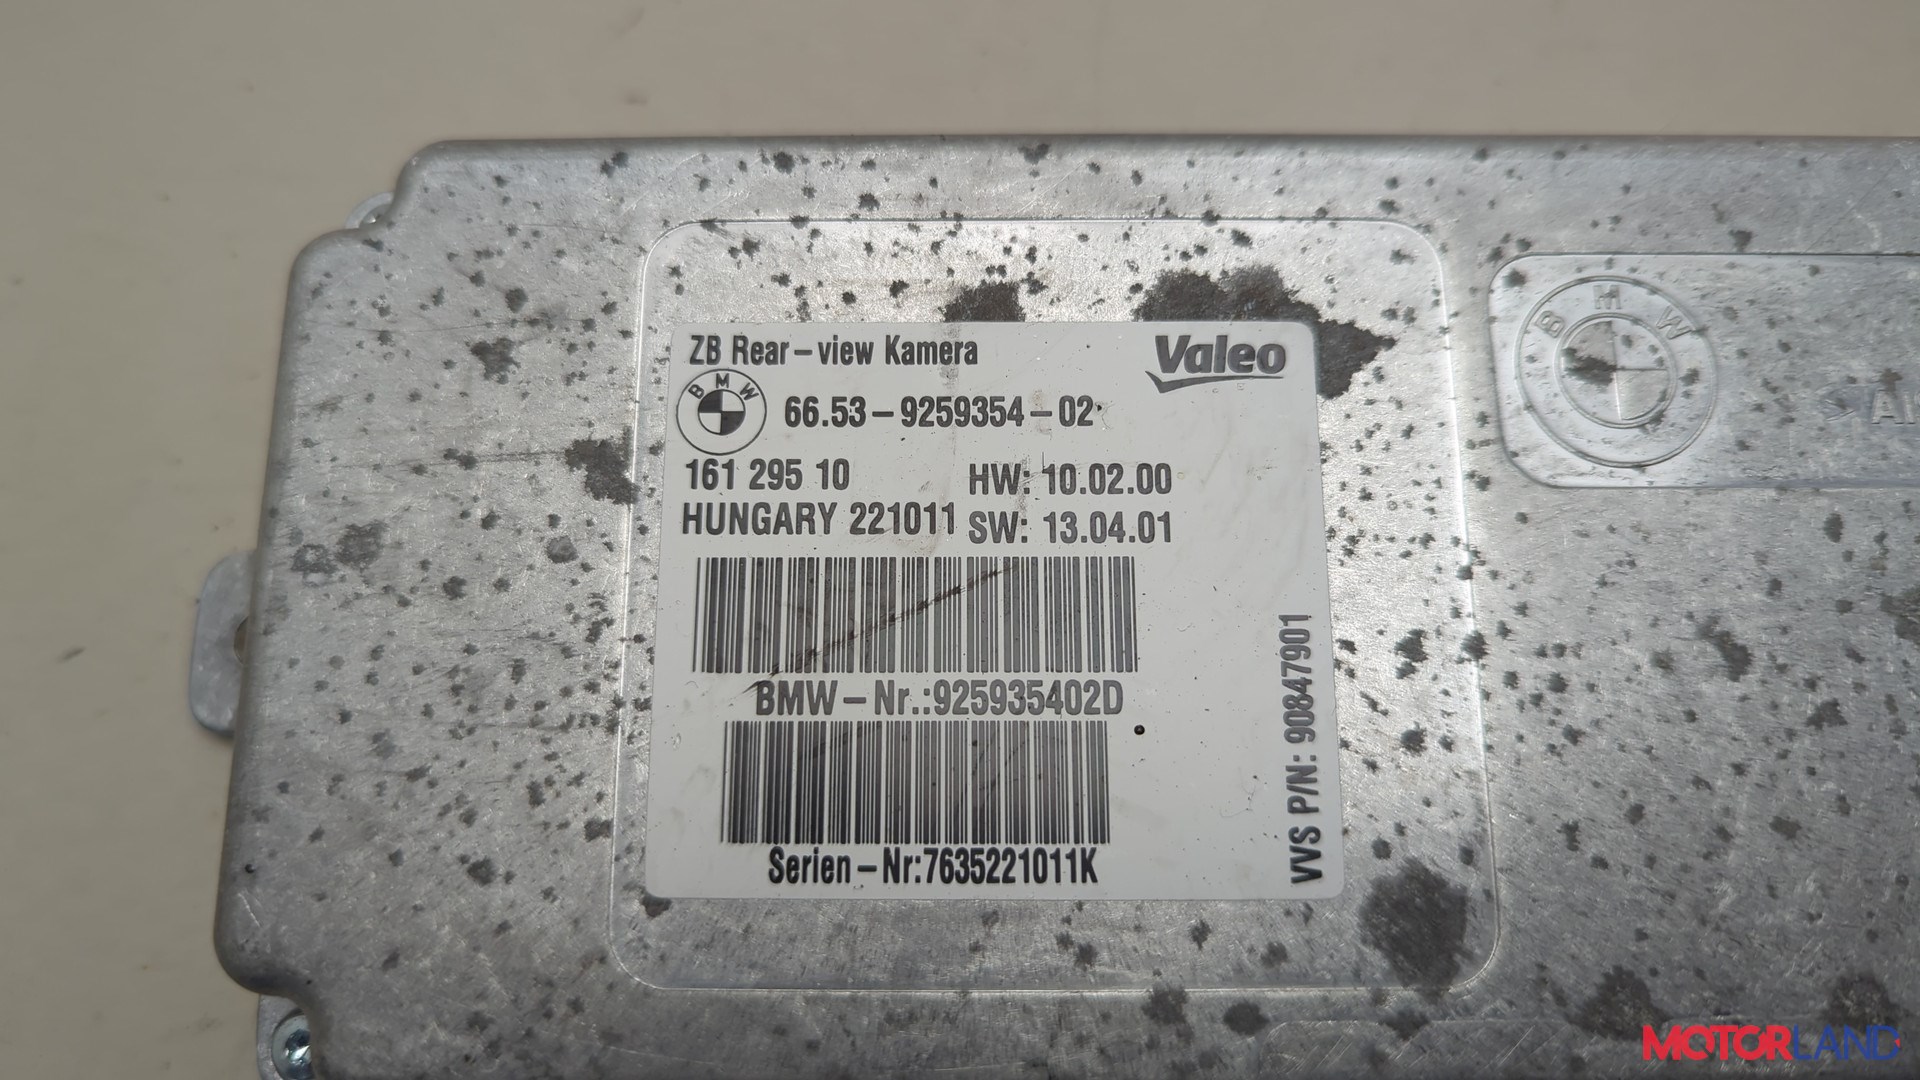 ZB Rear-view Kamera
Valeo
BMW
66.53-9259354-02
161 295 10
HW: 10.02.00
HUNGARY 221011
SW: 13.04.01
BMW-Nr.:925935402D
Serien-Nr:7635221011K
VVS P/N: 90847901
BMW
MOTORLAND